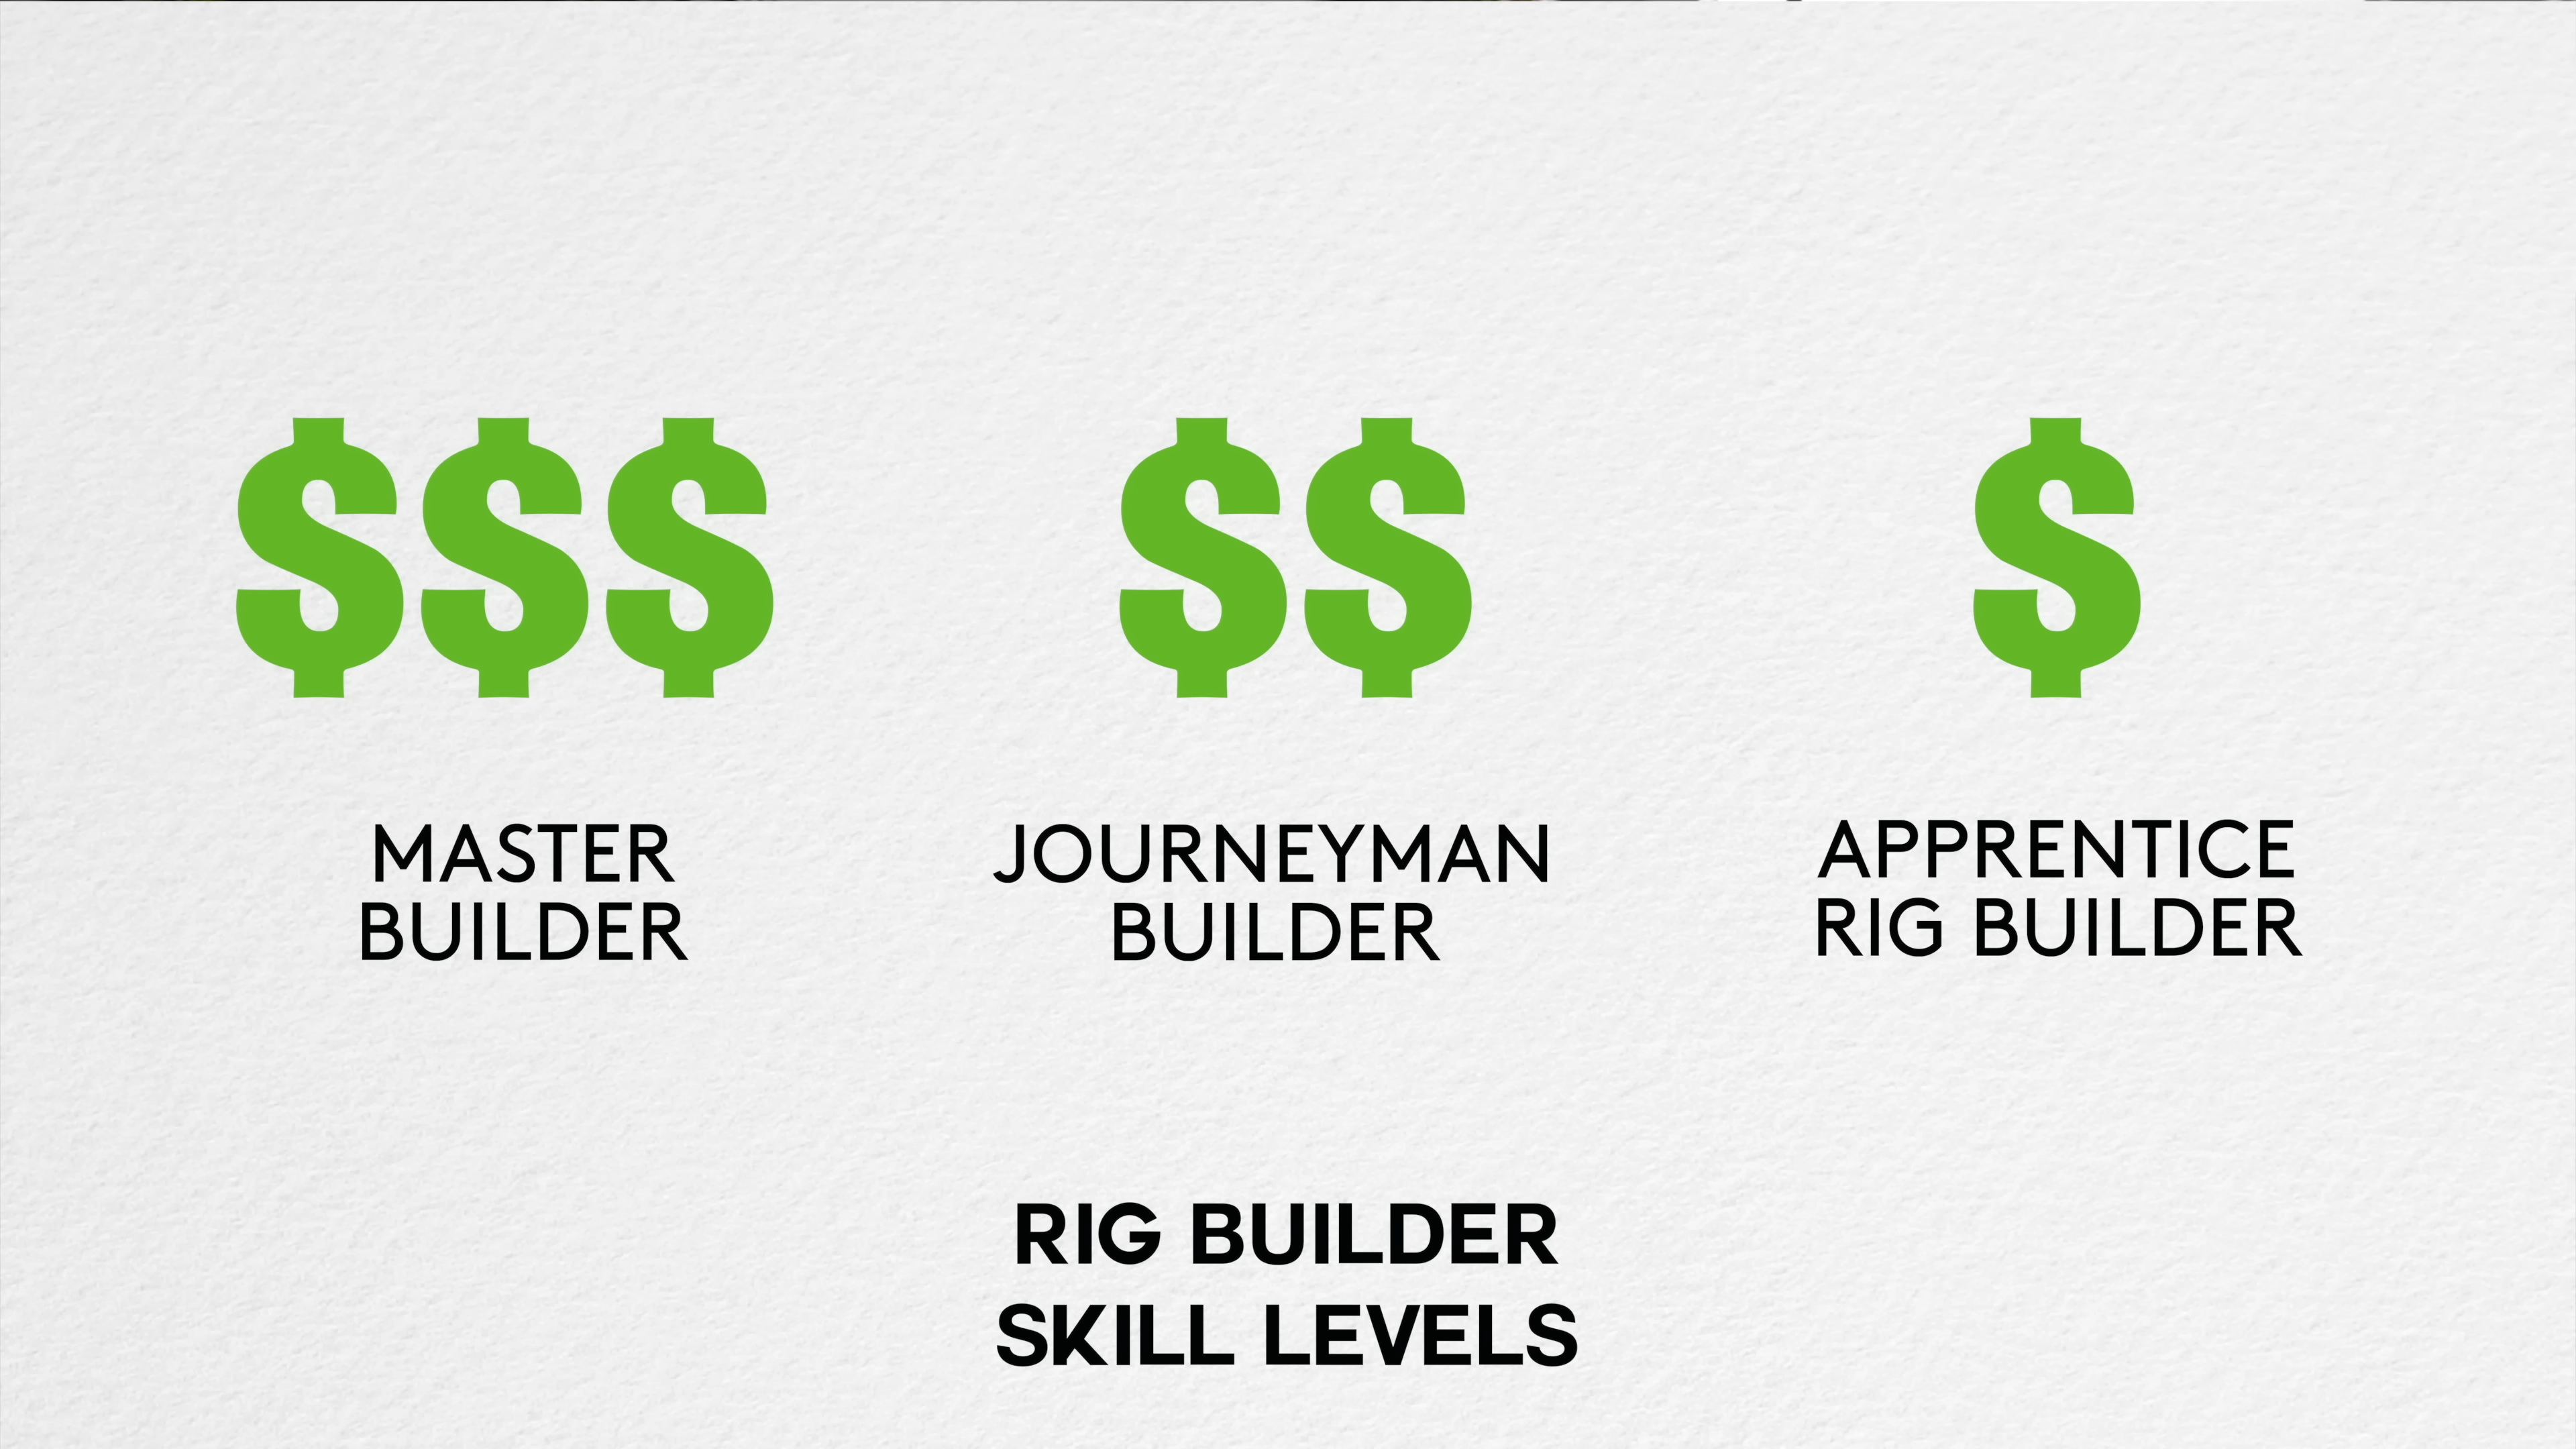 $$$
$$
$
MASTER
BUILDER
JOURNEYMAN
BUILDER
APPRENTICE
RIG BUILDER
RIG BUILDER
SKILL LEVELS